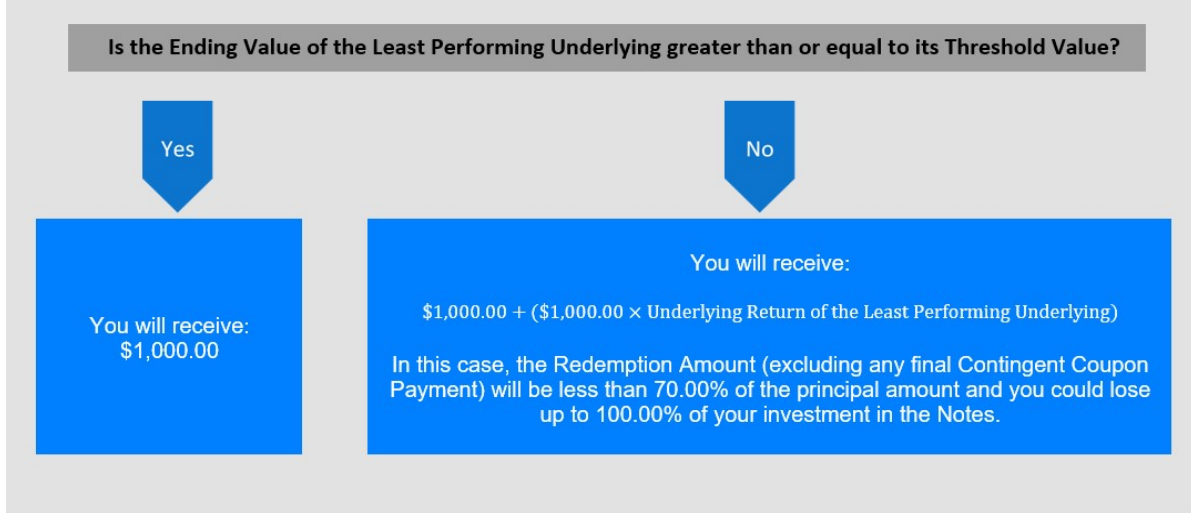 Is the Ending Value of the Least Performing Underlying greater than or equal to its Threshold Value?
Yes
No
You will receive:
$1,000.00
You will receive:
$1,000.00 + ($1,000.00 × Underlying Return of the Least Performing Underlying)
In this case, the Redemption Amount (excluding any final Contingent Coupon
Payment) will be less than 70.00% of the principal amount and you could lose
up to 100.00% of your investment in the Notes.